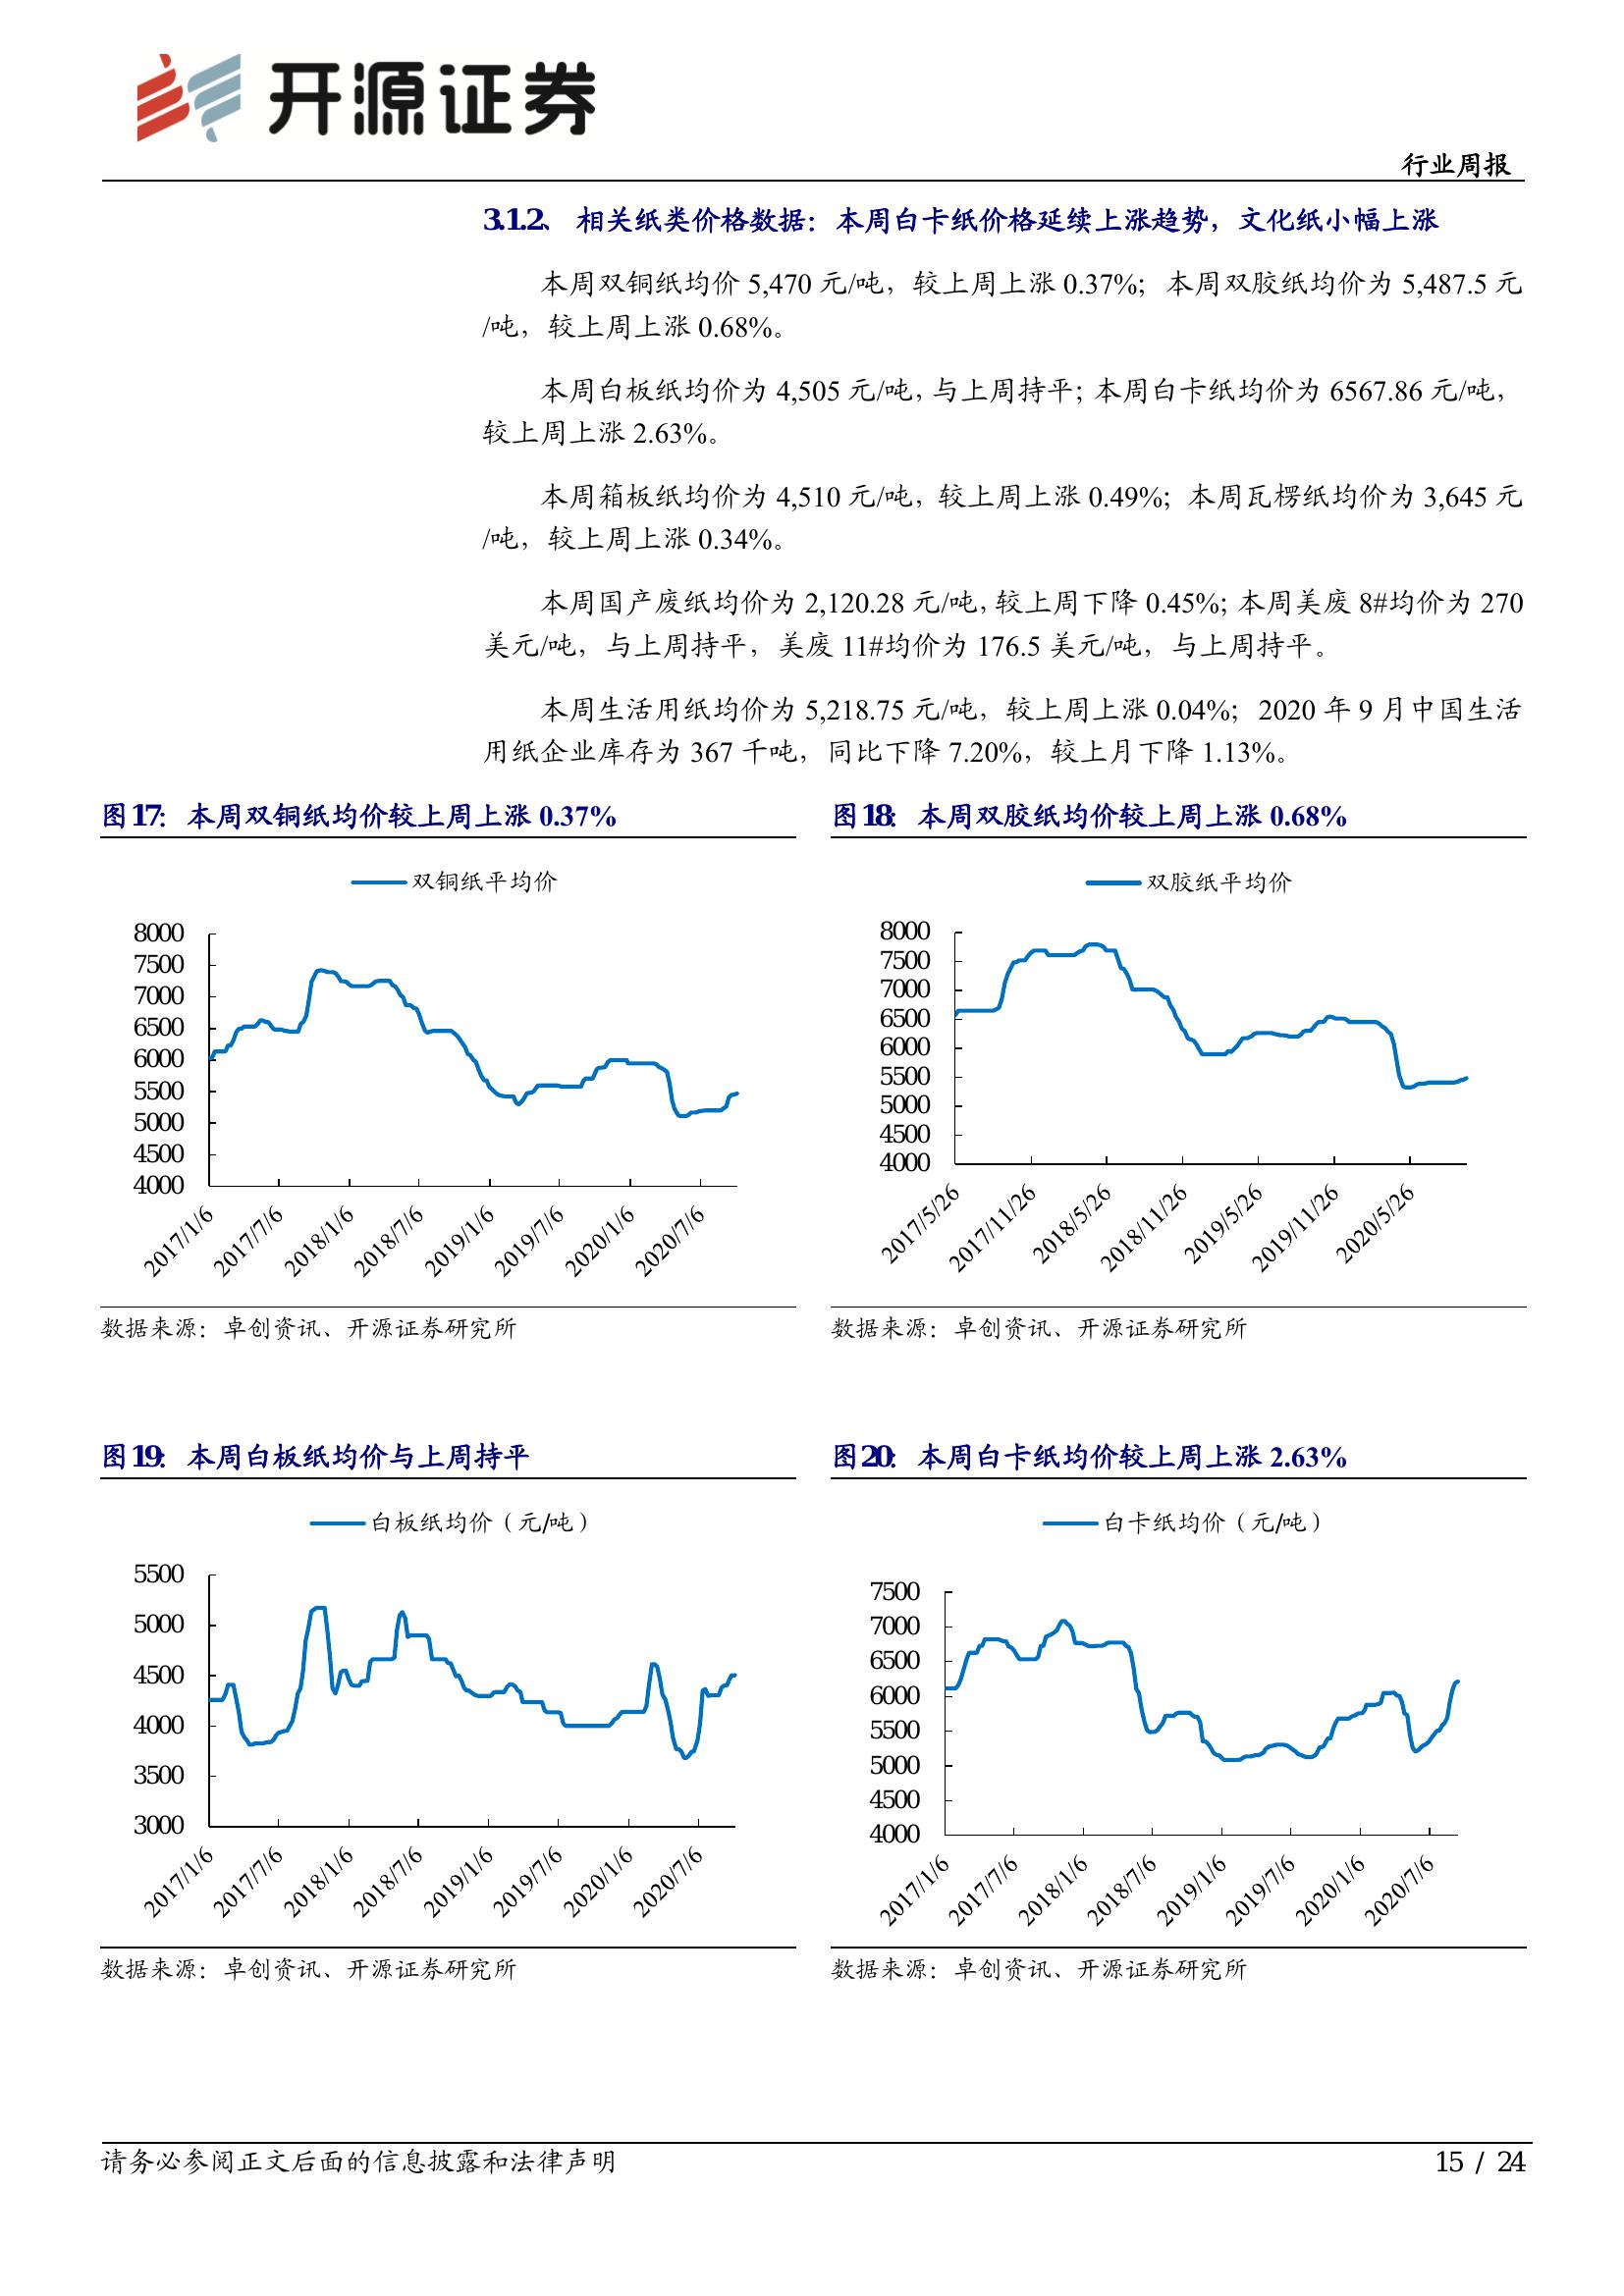 开源证券
行业周报
3.1.2、 相关纸类价格数据：本周白卡纸价格延续上涨趋势，文化纸小幅上涨
本周双铜纸均价 5,470 元/吨，较上周上涨 0.37%；本周双胶纸均价为 5,487.5 元
/吨，较上周上涨 0.68%。
本周白板纸均价为 4,505 元/吨，与上周持平；本周白卡纸均价为 6567.86 元/吨，
较上周上涨 2.63%。
本周箱板纸均价为 4,510 元/吨，较上周上涨 0.49%；本周瓦楞纸均价为 3,645 元
/吨，较上周上涨 0.34%。
本周国产废纸均价为 2,120.28 元/吨，较上周下降 0.45%；本周美废 8#均价为 270
美元/吨，与上周持平，美废 11#均价为 176.5 美元/吨，与上周持平。
本周生活用纸均价为 5,218.75 元/吨，较上周上涨 0.04%；2020 年 9 月中国生活
用纸企业库存为 367 千吨，同比下降 7.20%，较上月下降 1.13%。
图17：本周双铜纸均价较上周上涨 0.37%
双铜纸平均价
8000
7500
7000
6500
6000
5500
5000
4500
4000
2017/1/6
2017/7/6
2018/1/6
2018/7/6
2019/1/6
2019/7/6
2020/1/6
2020/7/6
数据来源：卓创资讯、开源证券研究所
图18：本周双胶纸均价较上周上涨 0.68%
双胶纸平均价
8000
7500
7000
6500
6000
5500
5000
4500
4000
2017/5/26
2017/11/26
2018/5/26
2018/11/26
2019/5/26
2019/11/26
2020/5/26
数据来源：卓创资讯、开源证券研究所
图19：本周白板纸均价与上周持平
白板纸均价（元/吨）
5500
5000
4500
4000
3500
3000
2017/1/6
2017/7/6
2018/1/6
2018/7/6
2019/1/6
2019/7/6
2020/1/6
2020/7/6
数据来源：卓创资讯、开源证券研究所
图20：本周白卡纸均价较上周上涨 2.63%
白卡纸均价（元/吨）
7500
7000
6500
6000
5500
5000
4500
4000
2017/1/6
2017/7/6
2018/1/6
2018/7/6
2019/1/6
2019/7/6
2020/1/6
2020/7/6
数据来源：卓创资讯、开源证券研究所
请务必参阅正文后面的信息披露和法律声明
15 / 24